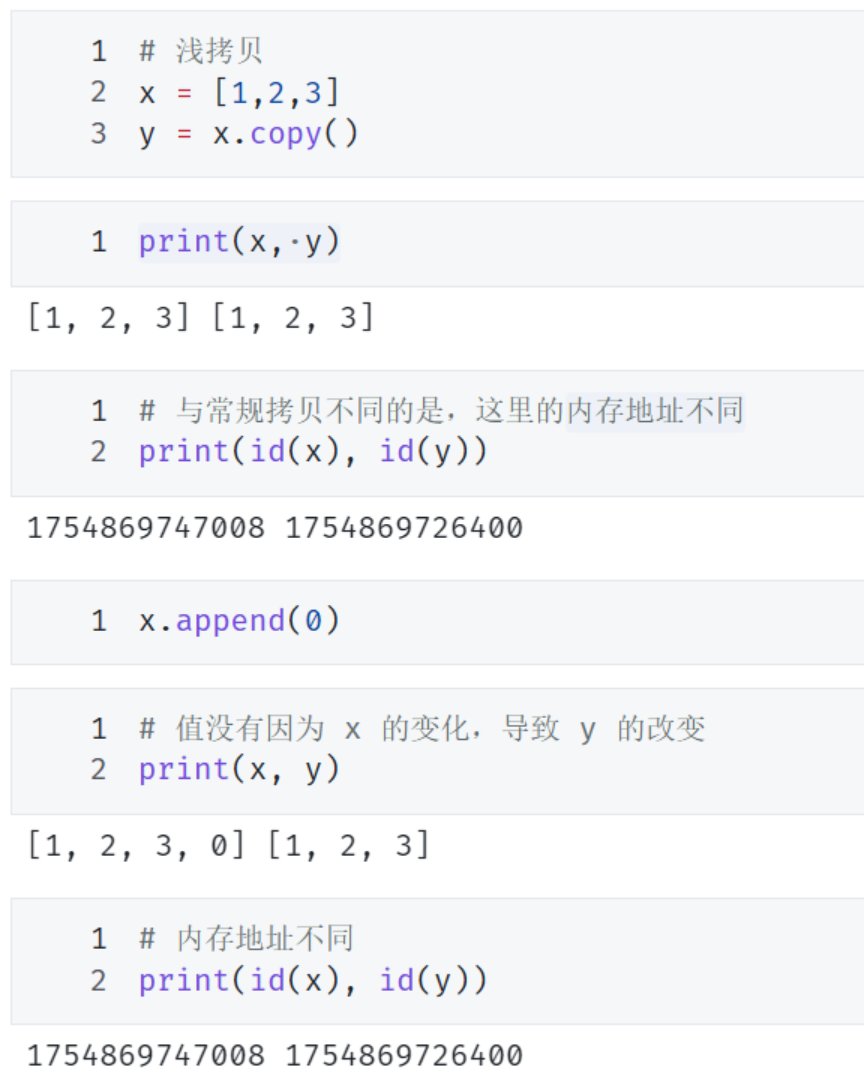 1 # 浅拷贝
2 x = [1,2,3]
3 y = x.copy()
1 print(x,·y)
[1, 2, 3] [1, 2, 3]
1 # 与常规拷贝不同的是，这里的内存地址不同
2 print(id(x), id(y))
1754869747008 1754869726400
1 x.append(0)
1 # 值没有因为 x 的变化，导致 y 的改变
2 print(x, y)
[1, 2, 3, 0] [1, 2, 3]
1 # 内存地址不同
2 print(id(x), id(y))
1754869747008 1754869726400